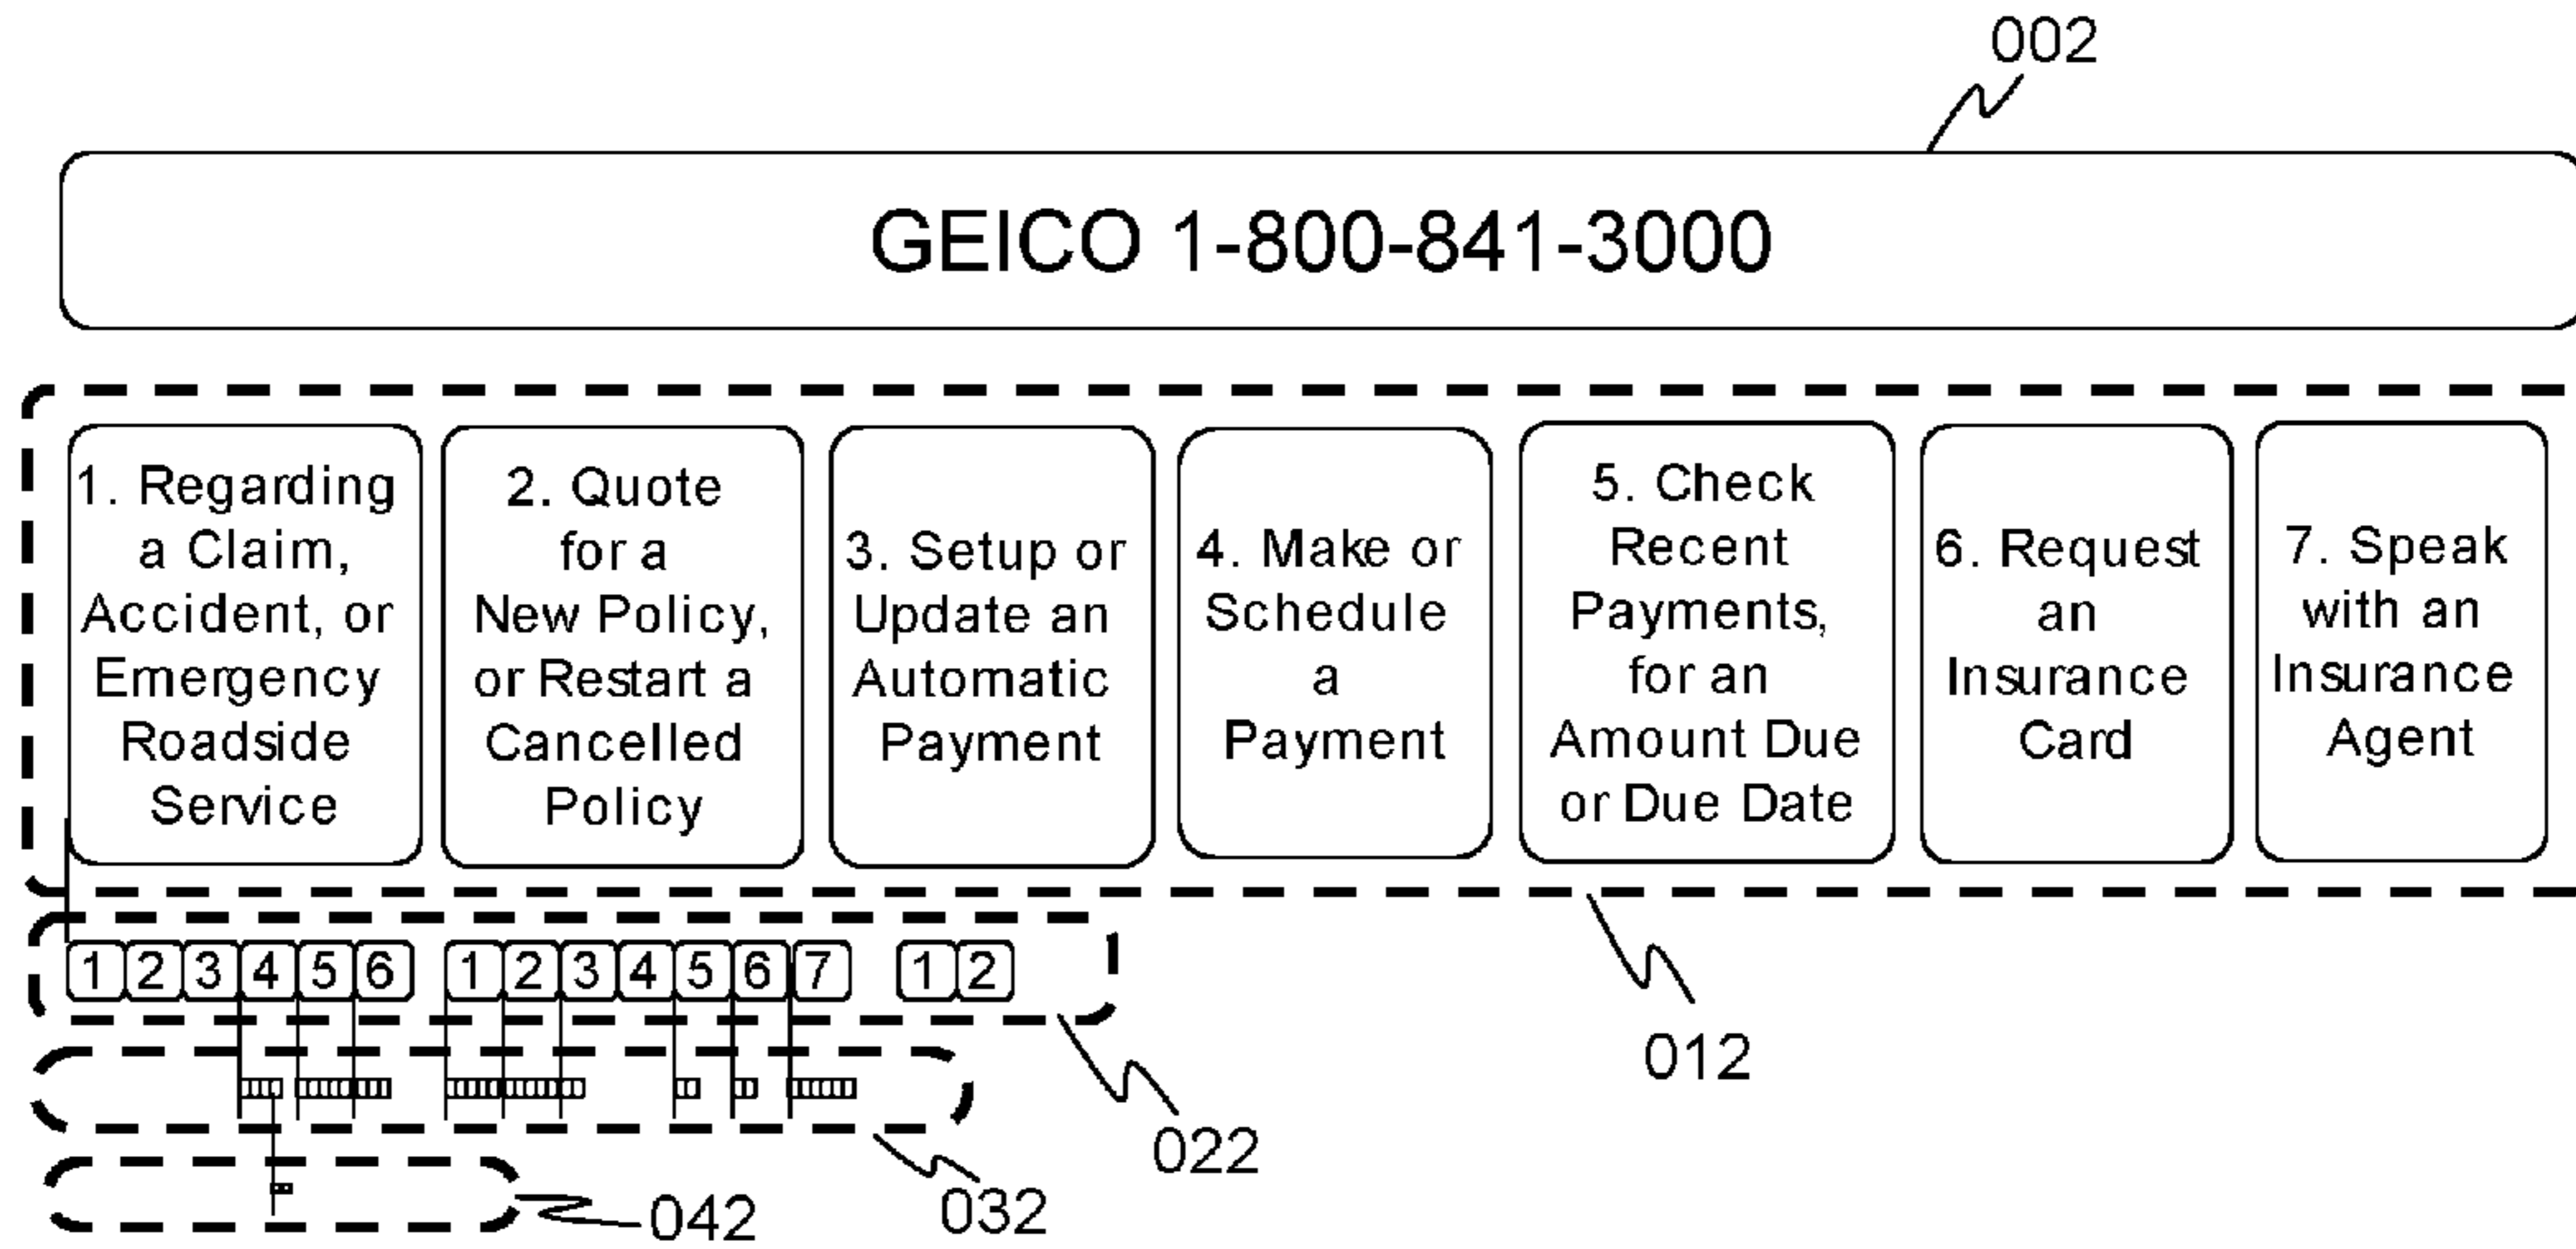 002
GEICO 1-800-841-3000
1. Regarding
a Claim,
Accident, or
Emergency
Roadside
Service
2. Quote
for a
New Policy,
or Restart a
Cancelled
Policy
3. Setup or
Update an
Automatic
Payment
4. Make or
Schedule
a
Payment
5. Check
Recent
Payments,
for an
Amount Due
or Due Date
6. Request
an
Insurance
Card
7. Speak
with an
Insurance
Agent
1 2 3 4 5 6 1 2 3 4 5 6 7 1 2
012
022
032
042